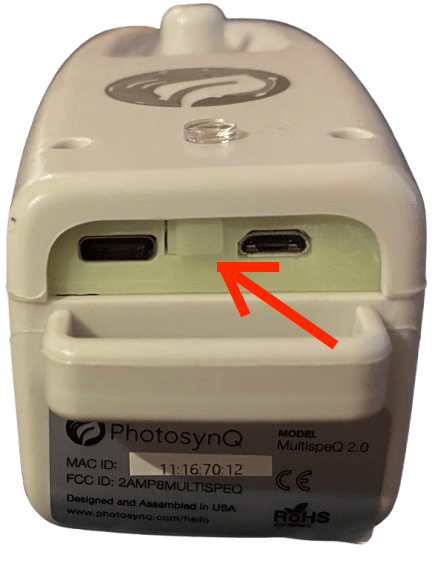 PhotosynQ
MODEL
MultispeQ 2.0
MAC ID: 11:16:70:12
FCC ID: 2AMP8MULTISPEQ
CE
Designed and Assembled in USA
www.photosynq.com/hello
RoHS